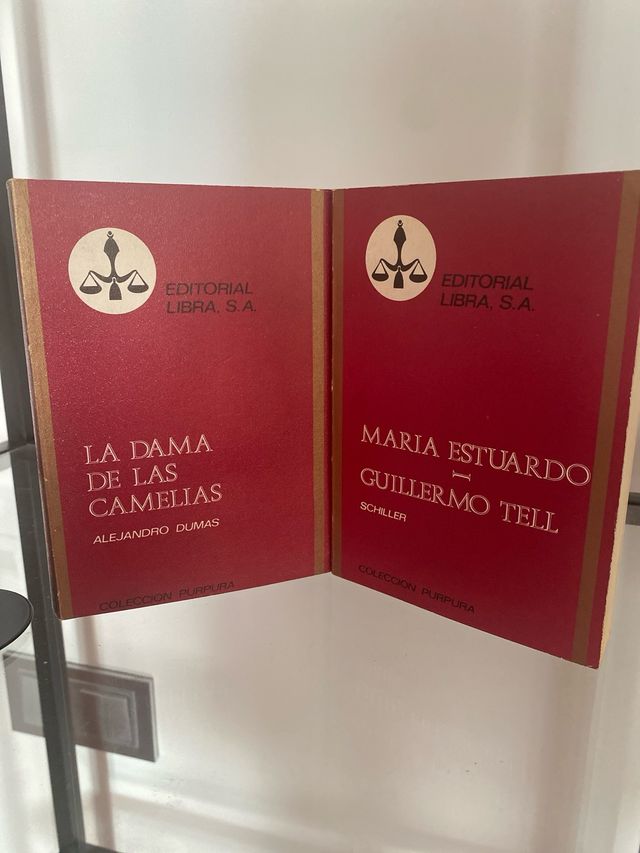 EDITORIAL
LIBRA, S.A.
LA DAMA
DE LAS
CAMELIAS
ALEJANDRO DUMAS
COLECCION PURPURA
EDITORIAL
LIBRA, S.A.
MARIA ESTUARDO
—
GUILLERMO TELL
SCHILLER
COLECCION PURPURA